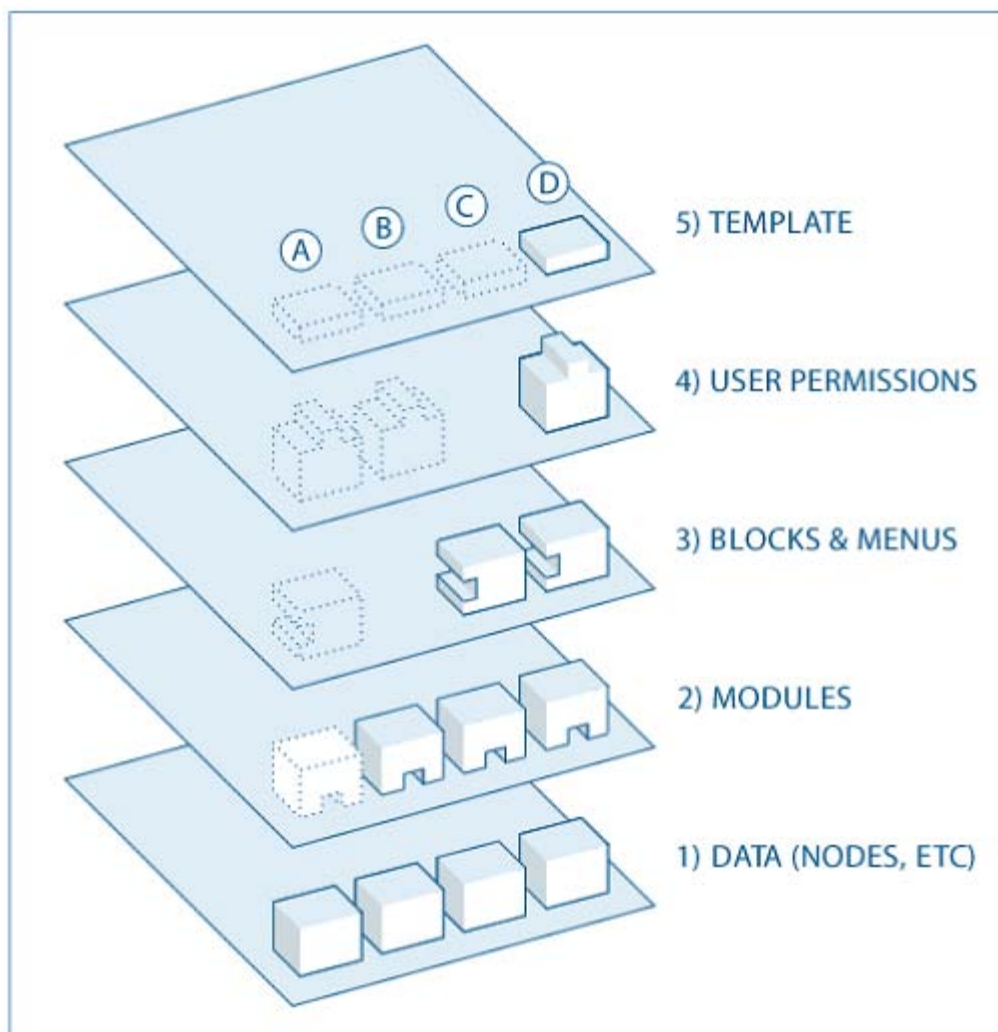 A
B
C
D
5) TEMPLATE
4) USER PERMISSIONS
3) BLOCKS & MENUS
2) MODULES
1) DATA (NODES, ETC)